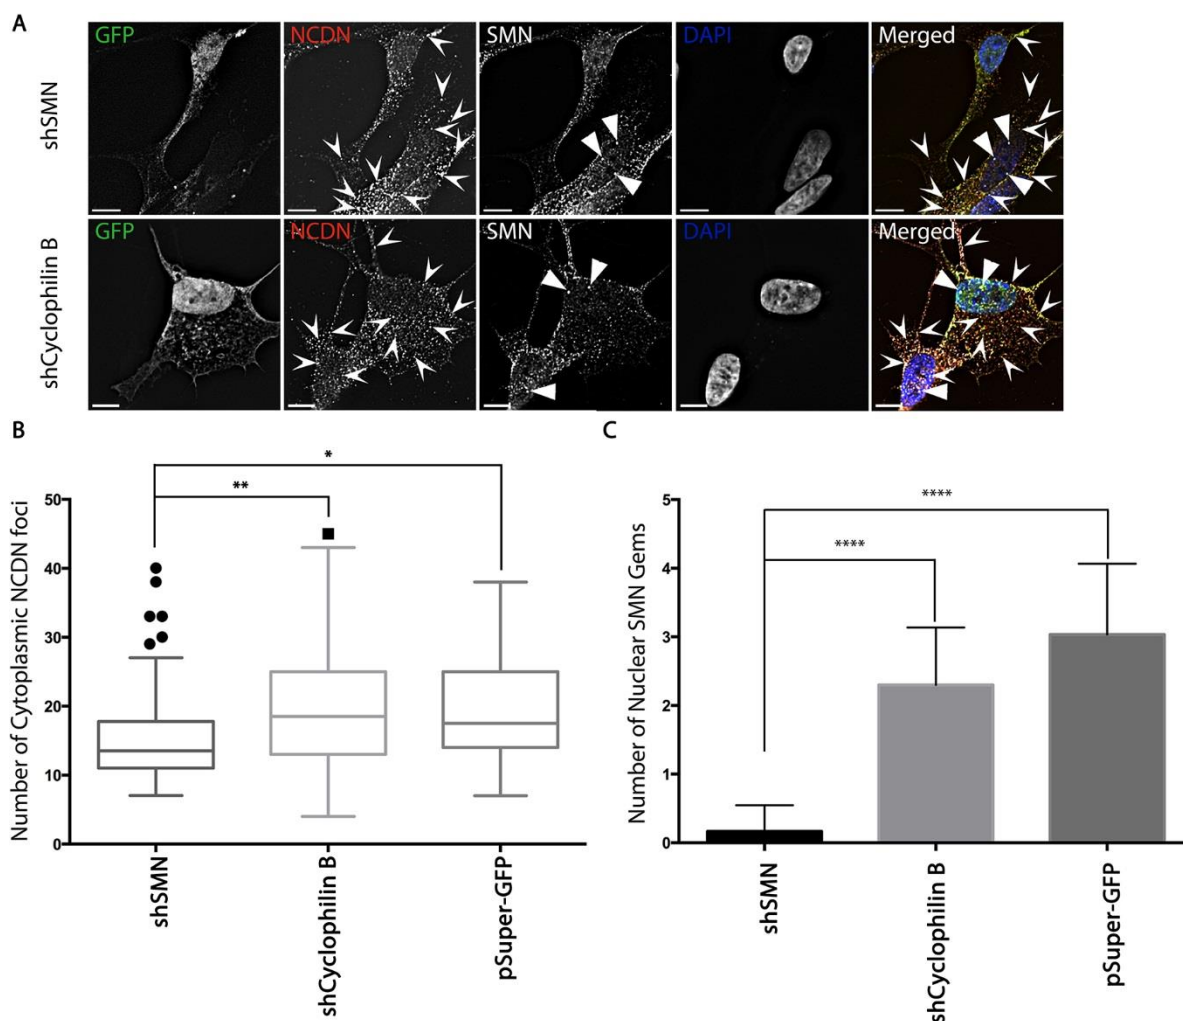 A
GFP
NCDN
SMN
DAPI
Merged
shSMN
GFP
NCDN
SMN
DAPI
Merged
shCyclophilin B
B
*
**
50
40
30
20
10
0
Number of Cytoplasmic NCDN foci
shSMN
shCyclophilin B
pSuper-GFP
C
****
****
5
4
3
2
1
0
Number of Nuclear SMN Gems
shSMN
shCyclophilin B
pSuper-GFP